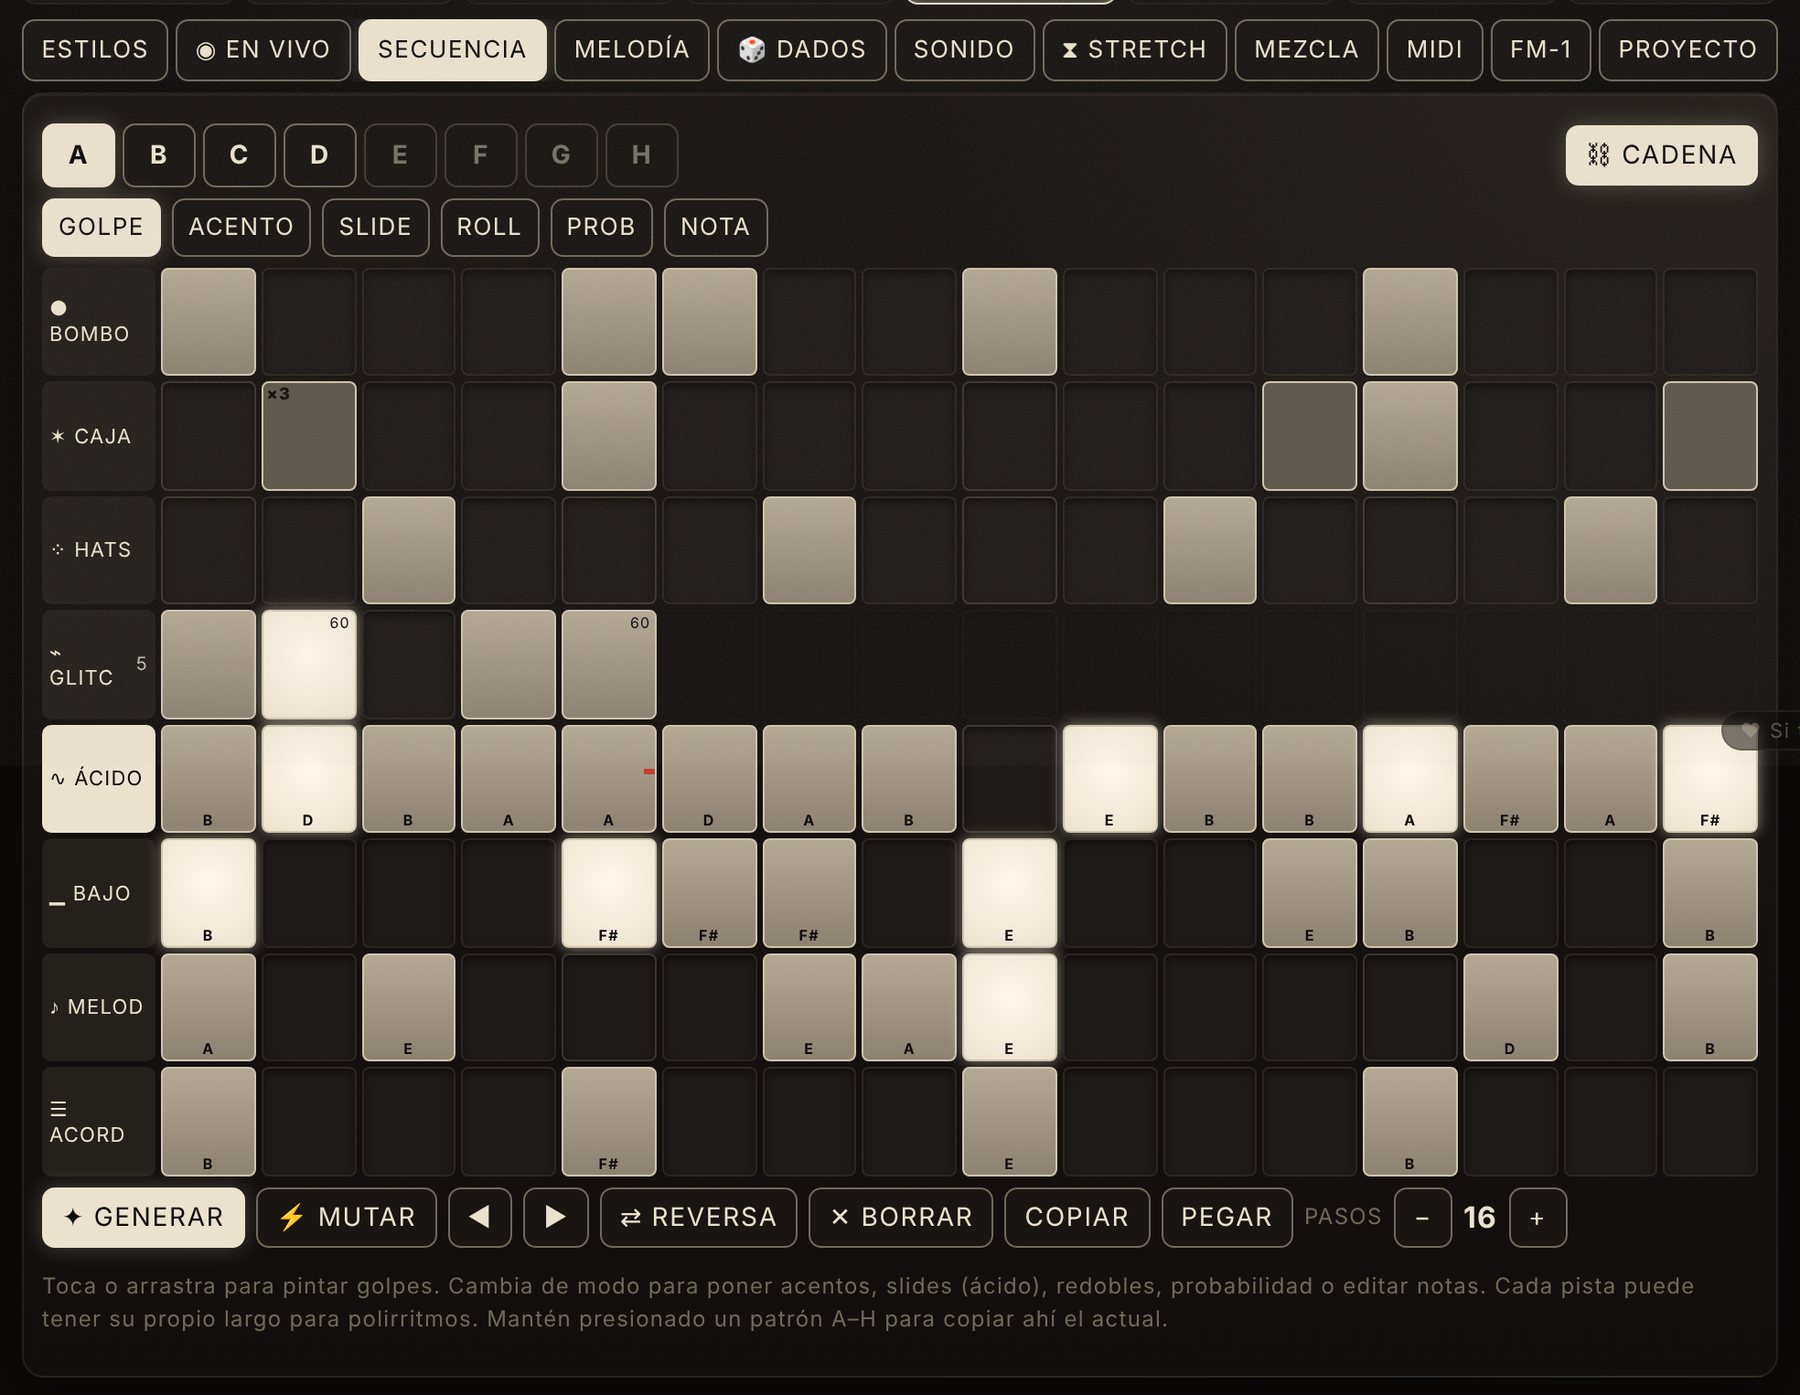 ESTILOS ◉ EN VIVO SECUENCIA MELODÍA 🎲 DADOS SONIDO ⧗ STRETCH MEZCLA MIDI FM-1 PROYECTO
A B C D E F G H ⛓ CADENA
GOLPE ACENTO SLIDE ROLL PROB NOTA
● BOMBO
×3
✶ CAJA
⁘ HATS
60 60
⌁ GLITC 5
∿ ÁCIDO
B D B A A D A B E B B A F# A F#
▁ BAJO
B F# F# F# E E B B
♪ MELOD
A E E A E D B
☰ ACORD
B F# E B
♥ Si
✦ GENERAR ⚡ MUTAR ◀ ▶ ⇄ REVERSA ✕ BORRAR COPIAR PEGAR PASOS − 16 +
Toca o arrastra para pintar golpes. Cambia de modo para poner acentos, slides (ácido), redobles, probabilidad o editar notas. Cada pista puede
tener su propio largo para polirritmos. Mantén presionado un patrón A–H para copiar ahí el actual.